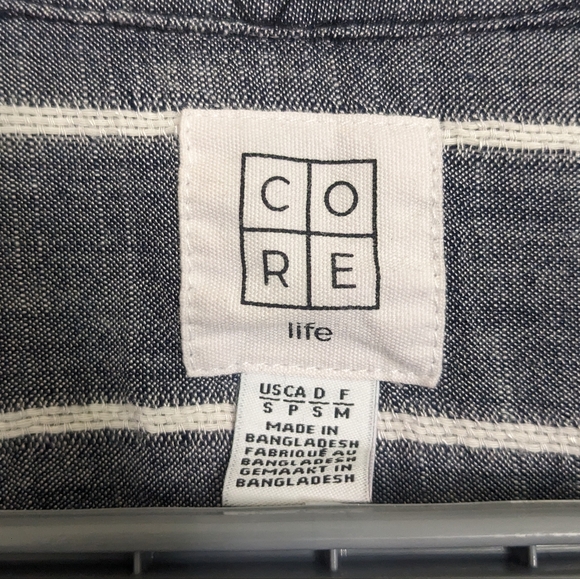 C O
R E
life
US CA D F
S P S M
MADE IN
BANGLADESH
FABRIQUÉ AU
BANGLADESH
GEMAAKT IN
BANGLADESH